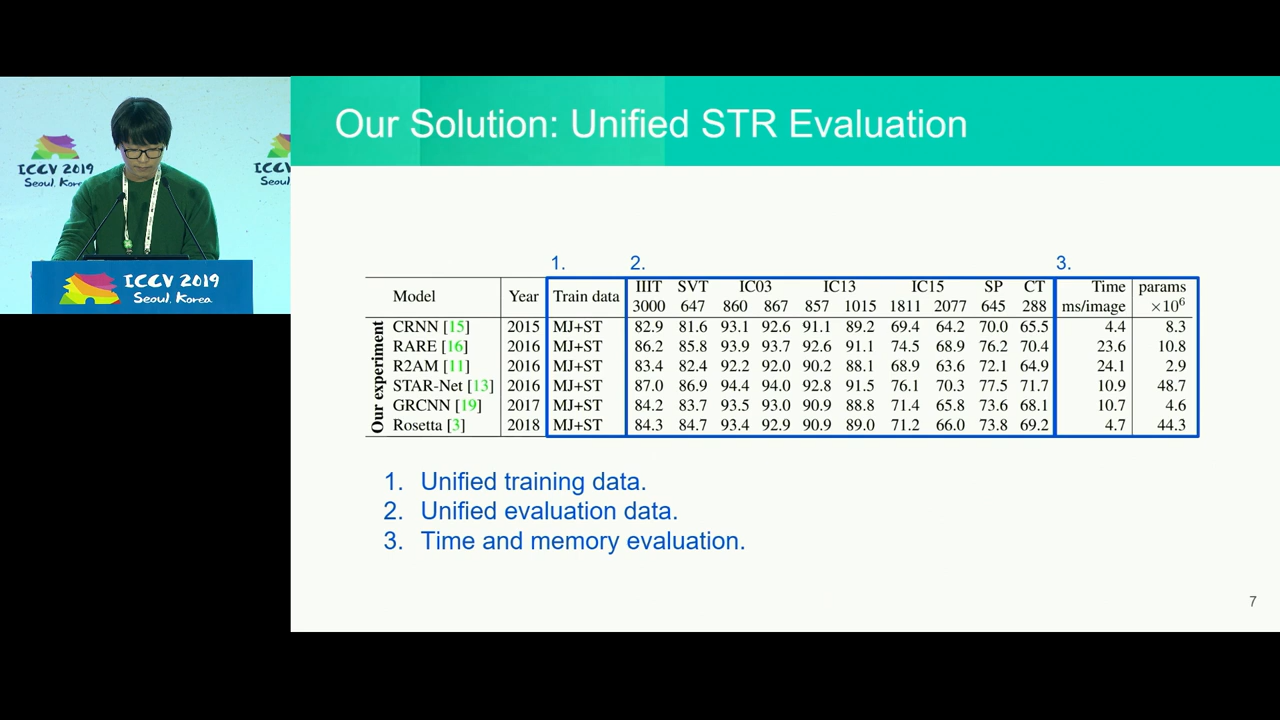 Our Solution: Unified STR Evaluation
ICCV 2019
Seoul, Korea
ICCV
Seoul
ICCV 2019
Seoul, Korea
1. 2. 3.
Model Year Train data IIIT SVT IC03 IC13 IC15 SP CT Time params
3000 647 860 867 857 1015 1811 2077 645 288 ms/image ×10⁶
Our experiment
CRNN [15] 2015 MJ+ST 82.9 81.6 93.1 92.6 91.1 89.2 69.4 64.2 70.0 65.5 4.4 8.3
RARE [16] 2016 MJ+ST 86.2 85.8 93.9 93.7 92.6 91.1 74.5 68.9 76.2 70.4 23.6 10.8
R2AM [11] 2016 MJ+ST 83.4 82.4 92.2 92.0 90.2 88.1 68.9 63.6 72.1 64.9 24.1 2.9
STAR-Net [13] 2016 MJ+ST 87.0 86.9 94.4 94.0 92.8 91.5 76.1 70.3 77.5 71.7 10.9 48.7
GRCNN [19] 2017 MJ+ST 84.2 83.7 93.5 93.0 90.9 88.8 71.4 65.8 73.6 68.1 10.7 4.6
Rosetta [3] 2018 MJ+ST 84.3 84.7 93.4 92.9 90.9 89.0 71.2 66.0 73.8 69.2 4.7 44.3
1. Unified training data.
2. Unified evaluation data.
3. Time and memory evaluation.
7